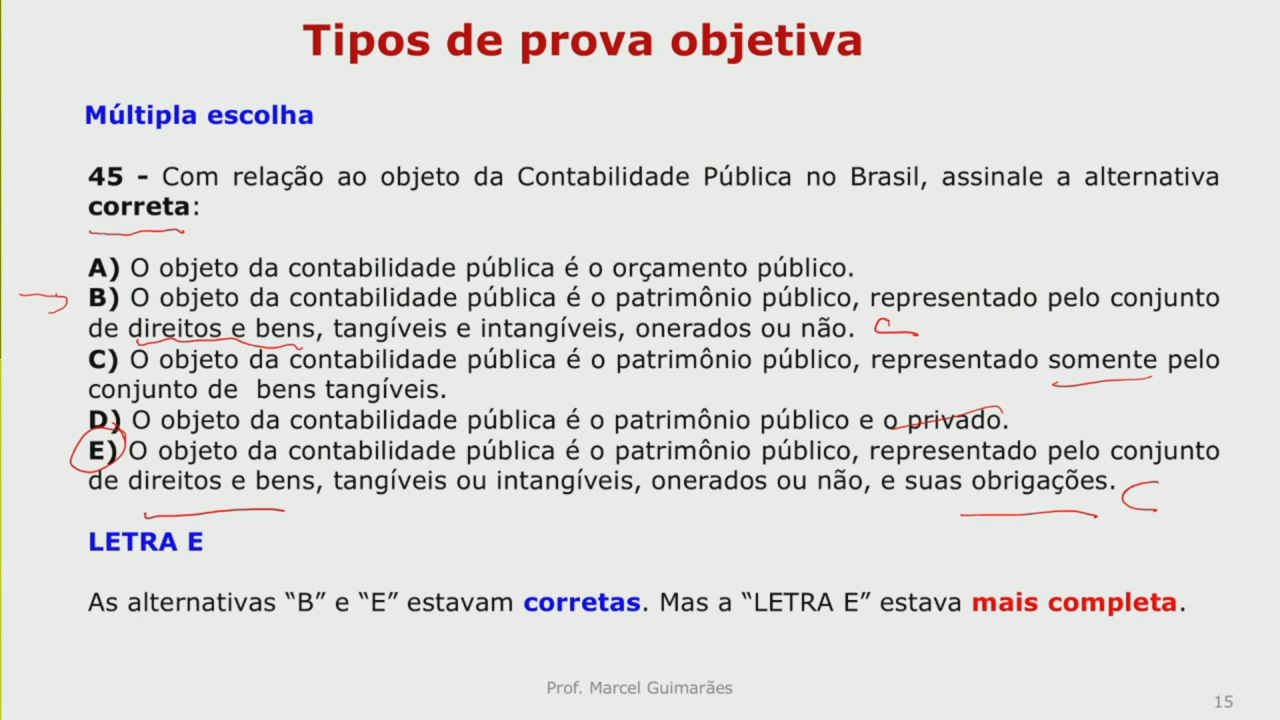 Tipos de prova objetiva
Múltipla escolha
45 - Com relação ao objeto da Contabilidade Pública no Brasil, assinale a alternativa
correta:
A) O objeto da contabilidade pública é o orçamento público.
B) O objeto da contabilidade pública é o patrimônio público, representado pelo conjunto
de direitos e bens, tangíveis e intangíveis, onerados ou não.
C) O objeto da contabilidade pública é o patrimônio público, representado somente pelo
conjunto de bens tangíveis.
D) O objeto da contabilidade pública é o patrimônio público e o privado.
E) O objeto da contabilidade pública é o patrimônio público, representado pelo conjunto
de direitos e bens, tangíveis ou intangíveis, onerados ou não, e suas obrigações.
LETRA E
As alternativas “B” e “E” estavam corretas. Mas a “LETRA E” estava mais completa.
Prof. Marcel Guimarães
15